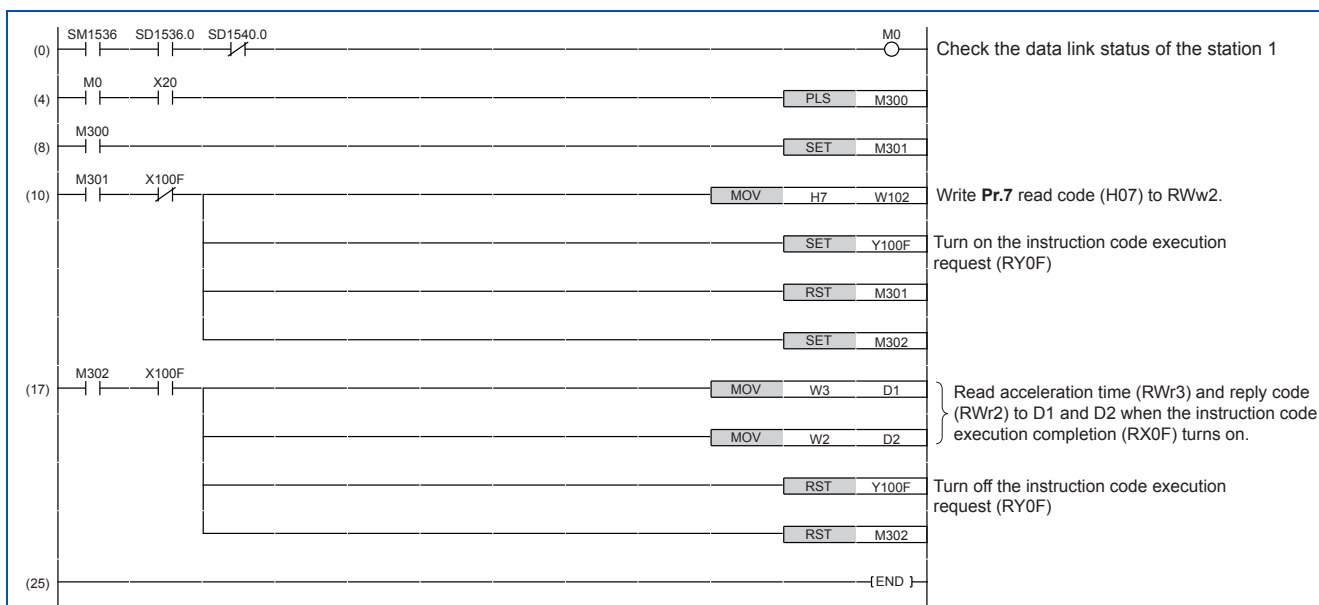 SM1536 SD1536.0 SD1540.0 M0
(0) Check the data link status of the station 1
M0 X20
(4) PLS M300
M300
(8) SET M301
M301 X100F
(10) MOV H7 W102 Write Pr.7 read code (H07) to RWw2.
SET Y100F Turn on the instruction code execution
request (RY0F)
RST M301
SET M302
M302 X100F
(17) MOV W3 D1 Read acceleration time (RWr3) and reply code
(RWr2) to D1 and D2 when the instruction code
MOV W2 D2 execution completion (RX0F) turns on.
RST Y100F Turn off the instruction code execution
request (RY0F)
RST M302
(25) END